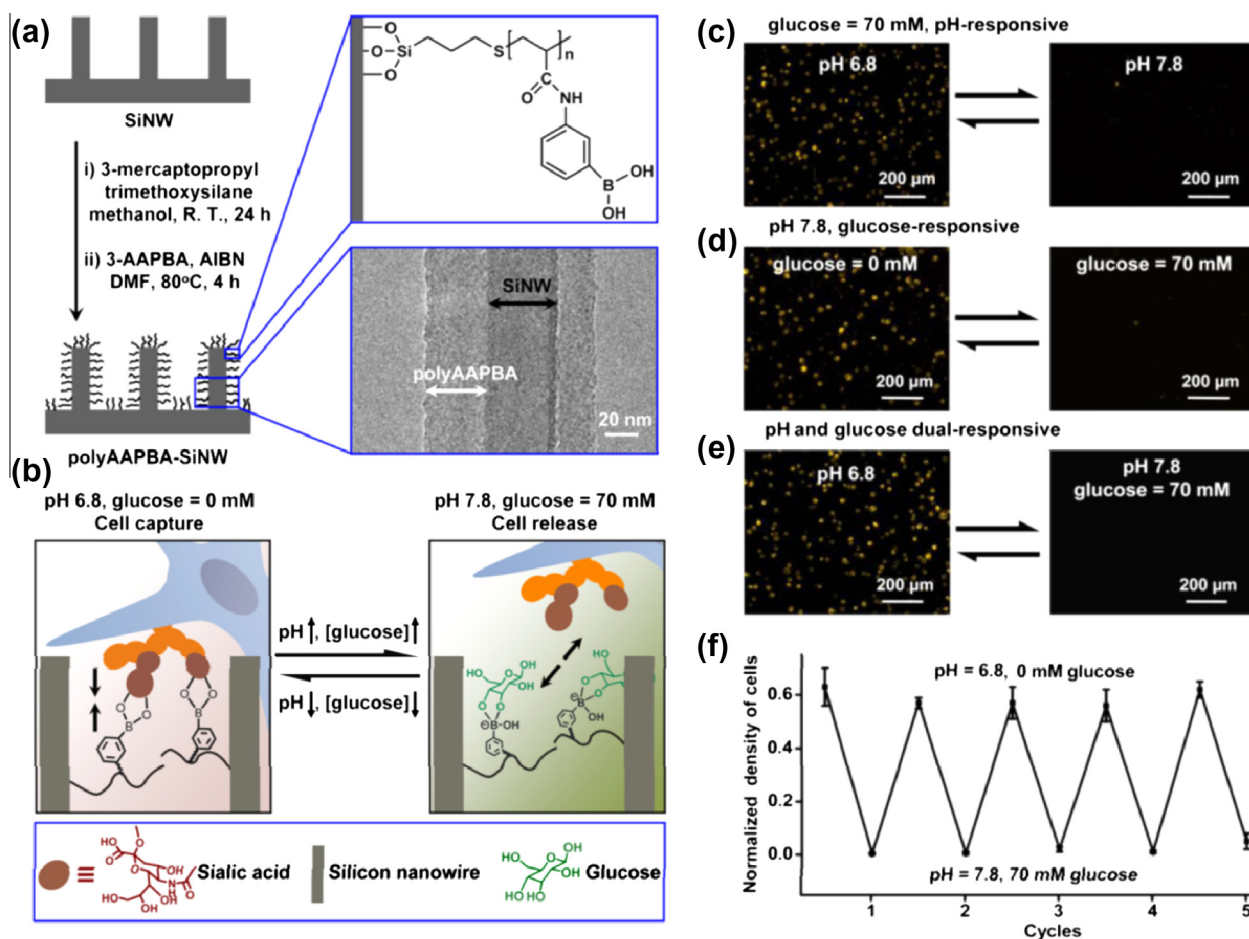 (a)
SiNW
i) 3-mercaptopropyl
trimethoxysilane
methanol, R. T., 24 h
ii) 3-AAPBA, AIBN
DMF, 80°C, 4 h
polyAAPBA-SiNW
O
O
O
Si
S
n
O
NH
B
OH
OH
SiNW
polyAAPBA
20 nm
(b)
pH 6.8, glucose = 0 mM
Cell capture
pH 7.8, glucose = 70 mM
Cell release
pH↑, [glucose]↑
pH↓, [glucose]↓
Sialic acid
Silicon nanowire
Glucose
(c)
glucose = 70 mM, pH-responsive
pH 6.8
200 µm
pH 7.8
200 µm
(d)
pH 7.8, glucose-responsive
glucose = 0 mM
200 µm
glucose = 70 mM
200 µm
(e)
pH and glucose dual-responsive
pH 6.8
200 µm
pH 7.8
glucose = 70 mM
200 µm
(f)
Normalized density of cells
0.6
0.2
0.0
pH = 6.8, 0 mM glucose
pH = 7.8, 70 mM glucose
1 2 3 4 5
Cycles